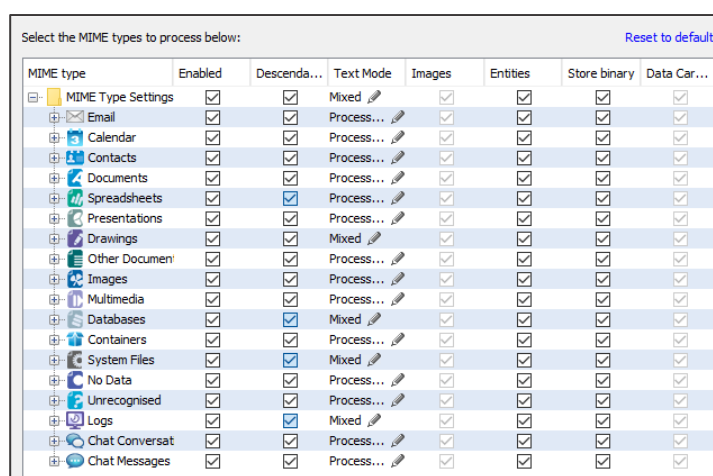 Select the MIME types to process below: Reset to default
MIME type Enabled Descenda... Text Mode Images Entities Store binary Data Car...
MIME Type Settings Mixed
Email Process...
Calendar Process...
Contacts Process...
Documents Process...
Spreadsheets Process...
Presentations Process...
Drawings Mixed
Other Documen Process...
Images Process...
Multimedia Process...
Databases Mixed
Containers Process...
System Files Mixed
No Data Process...
Unrecognised Process...
Logs Mixed
Chat Conversat Process...
Chat Messages Process...